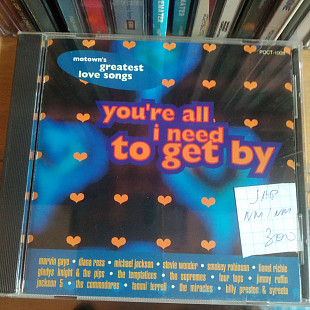 POCT-1008
motown's
greatest
love songs
you're all
i need
to get by
JAP
NM/NM
300
marvin gaye • diana ross • michael jackson • stevie wonder • smokey robinson • lionel richie
gladys knight & the pips • the temptations • the supremes • four tops • jimmy ruffin
jackson 5 • the commodores • tammi terrell • the miracles • billy preston & syreeta